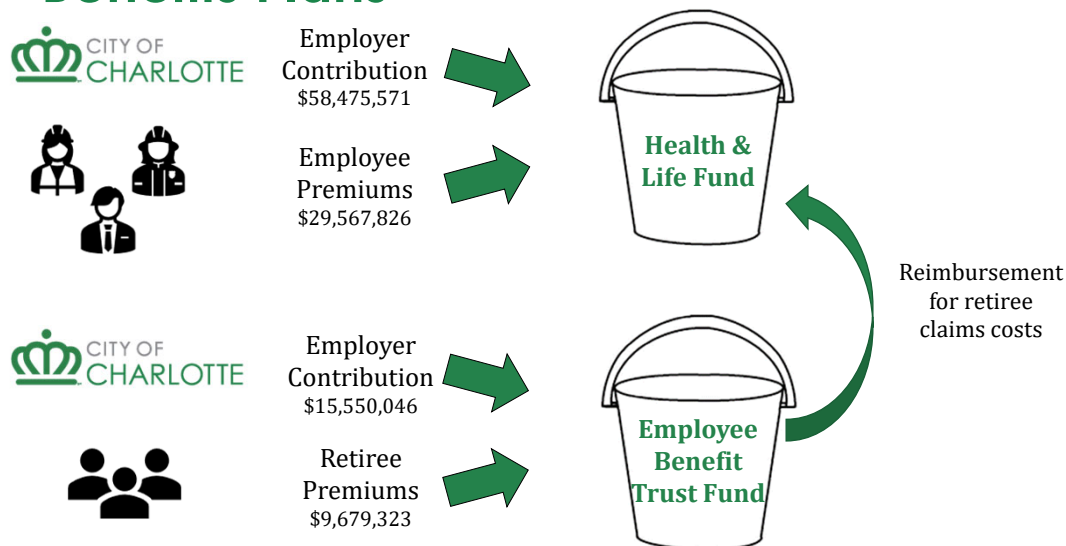 CITY OF
CHARLOTTE
Employer
Contribution
$58,475,571
Employee
Premiums
$29,567,826
Health &
Life Fund
Reimbursement
for retiree
claims costs
CITY OF
CHARLOTTE
Employer
Contribution
$15,550,046
Retiree
Premiums
$9,679,323
Employee
Benefit
Trust Fund